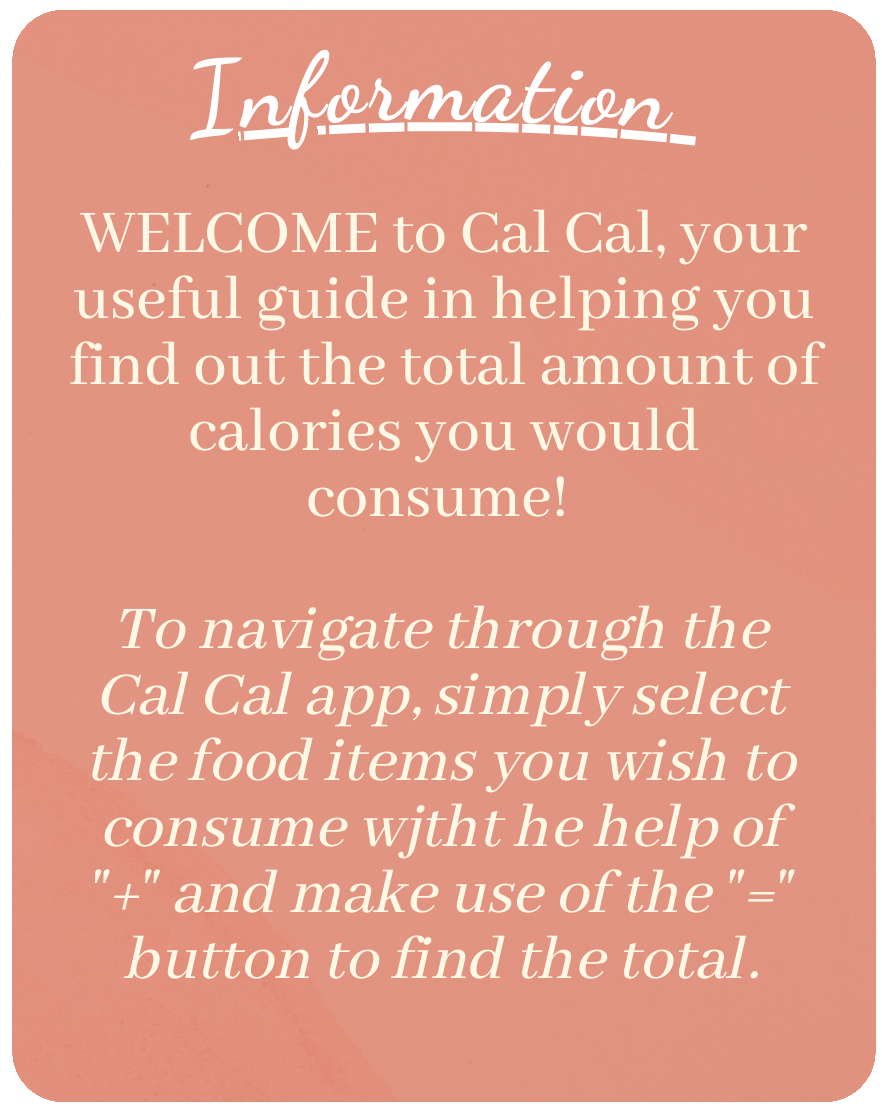 Information
WELCOME to Cal Cal, your
useful guide in helping you
find out the total amount of
calories you would
consume!
To navigate through the
Cal Cal app, simply select
the food items you wish to
consume wjtht he help of
"+" and make use of the "="
button to find the total.